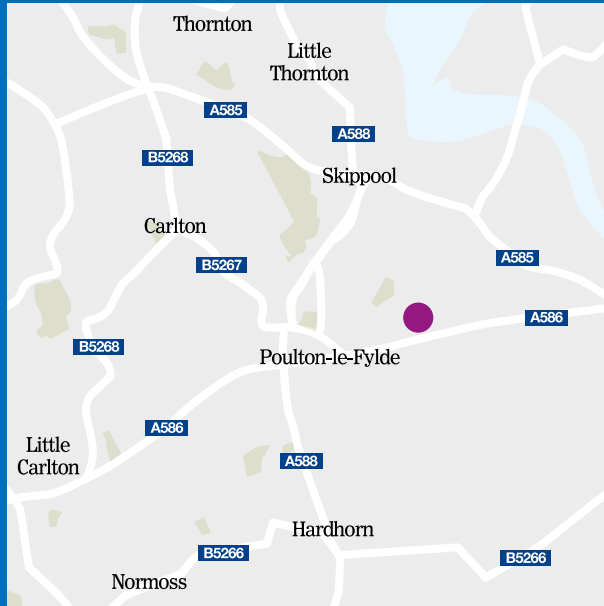 Thornton
Little
Thornton
A585
A588
B5268
Skippool
Carlton
B5267
A585
A586
B5268
Poulton-le-Fylde
A586
Little
Carlton
A588
Hardhorn
B5266
B5266
Normoss